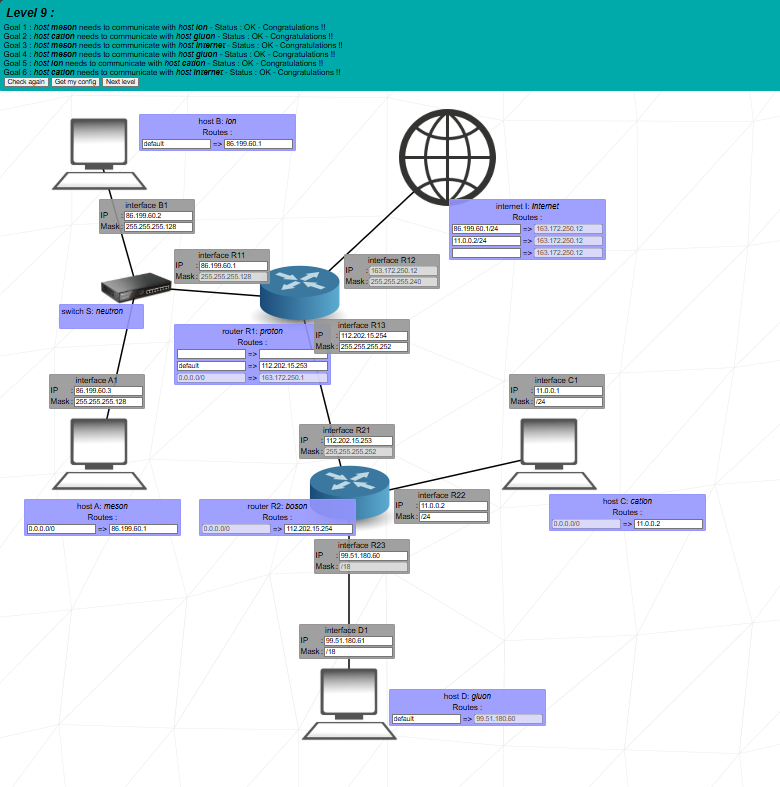 Level 9 :
Goal 1 : host meson needs to communicate with host ion - Status : OK - Congratulations !!
Goal 2 : host cation needs to communicate with host gluon - Status : OK - Congratulations !!
Goal 3 : host meson needs to communicate with host internet - Status : OK - Congratulations !!
Goal 4 : host meson needs to communicate with host gluon - Status : OK - Congratulations !!
Goal 5 : host ion needs to communicate with host cation - Status : OK - Congratulations !!
Goal 6 : host cation needs to communicate with host internet - Status : OK - Congratulations !!
Check again Get my config Next level
host B: ion
Routes :
default => 86.199.60.1
interface B1
IP : 86.199.60.2
Mask : 255.255.255.128
internet I: Internet
Routes :
86.199.60.1/24 => 163.172.250.12
11.0.0.2/24 => 163.172.250.12
=> 163.172.250.12
interface R11
IP : 86.199.60.1
Mask : 255.255.255.128
interface R12
IP : 163.172.250.12
Mask : 255.255.255.240
switch S: neutron
router R1: proton
Routes :
=>
default => 112.202.15.253
0.0.0.0/0 => 163.172.250.1
interface R13
IP : 112.202.15.254
Mask : 255.255.255.252
interface A1
IP : 86.199.60.3
Mask : 255.255.255.128
interface C1
IP : 11.0.0.1
Mask : /24
interface R21
IP : 112.202.15.253
Mask : 255.255.255.252
interface R22
IP : 11.0.0.2
Mask : /24
host A: meson
Routes :
0.0.0.0/0 => 86.199.60.1
router R2: boson
Routes :
0.0.0.0/0 => 112.202.15.254
host C: cation
Routes :
0.0.0.0/0 => 11.0.0.2
interface R23
IP : 99.51.180.60
Mask : /18
interface D1
IP : 99.51.180.61
Mask : /18
host D: gluon
Routes :
default => 99.51.180.60